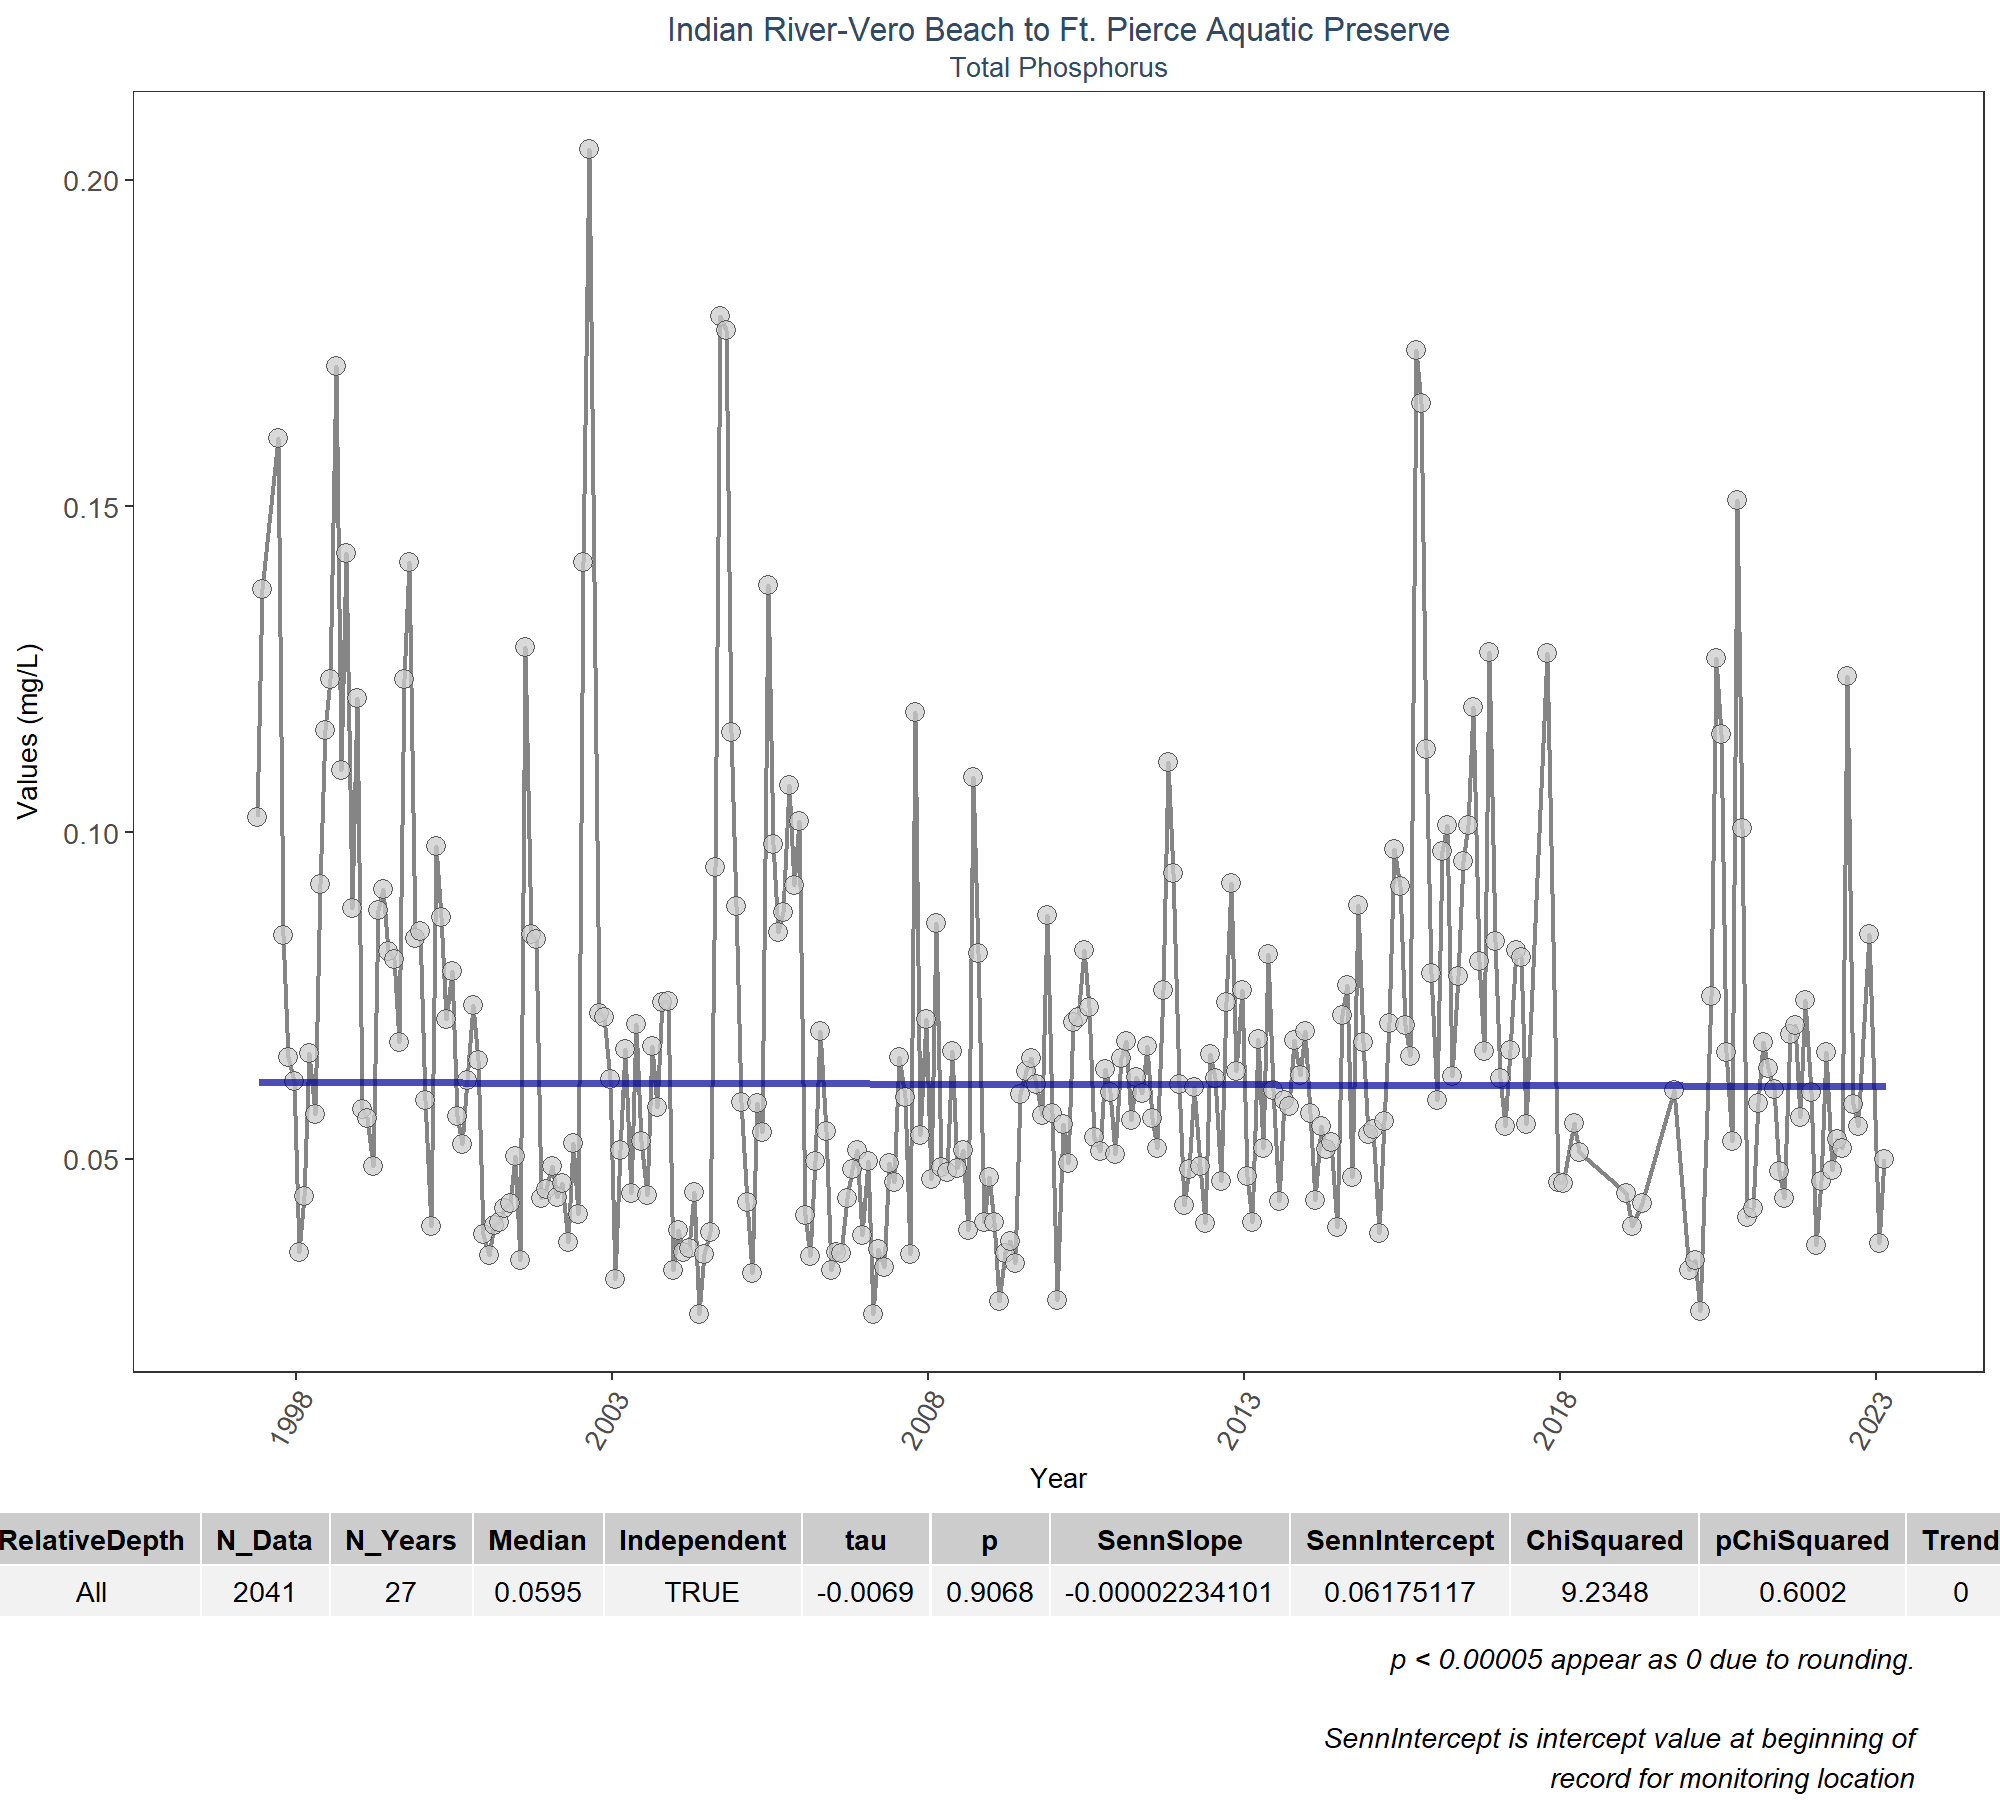 Indian River-Vero Beach to Ft. Pierce Aquatic Preserve
Total Phosphorus
Values (mg/L)
0.20
0.15
0.10
0.05
1998 2003 2008 2013 2018 2023
Year
RelativeDepth N_Data N_Years Median Independent tau p SennSlope SennIntercept ChiSquared pChiSquared Trend
All 2041 27 0.0595 TRUE -0.0069 0.9068 -0.00002234101 0.06175117 9.2348 0.6002 0
p < 0.00005 appear as 0 due to rounding.
SennIntercept is intercept value at beginning of
record for monitoring location